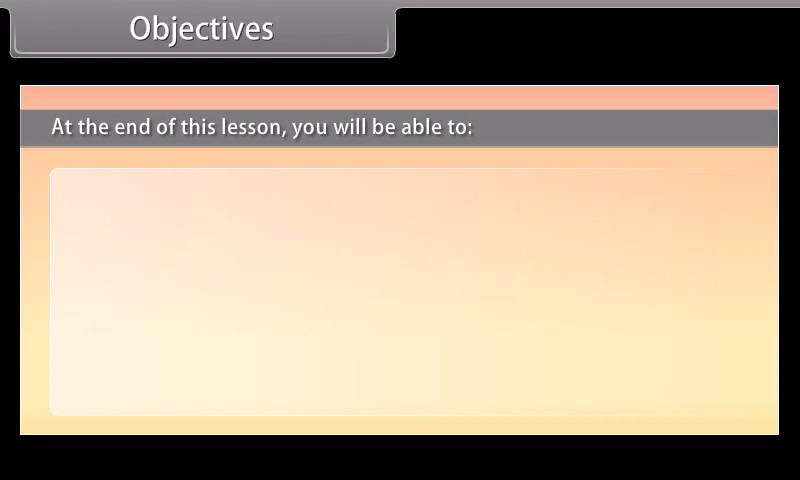 Objectives
At the end of this lesson, you will be able to: